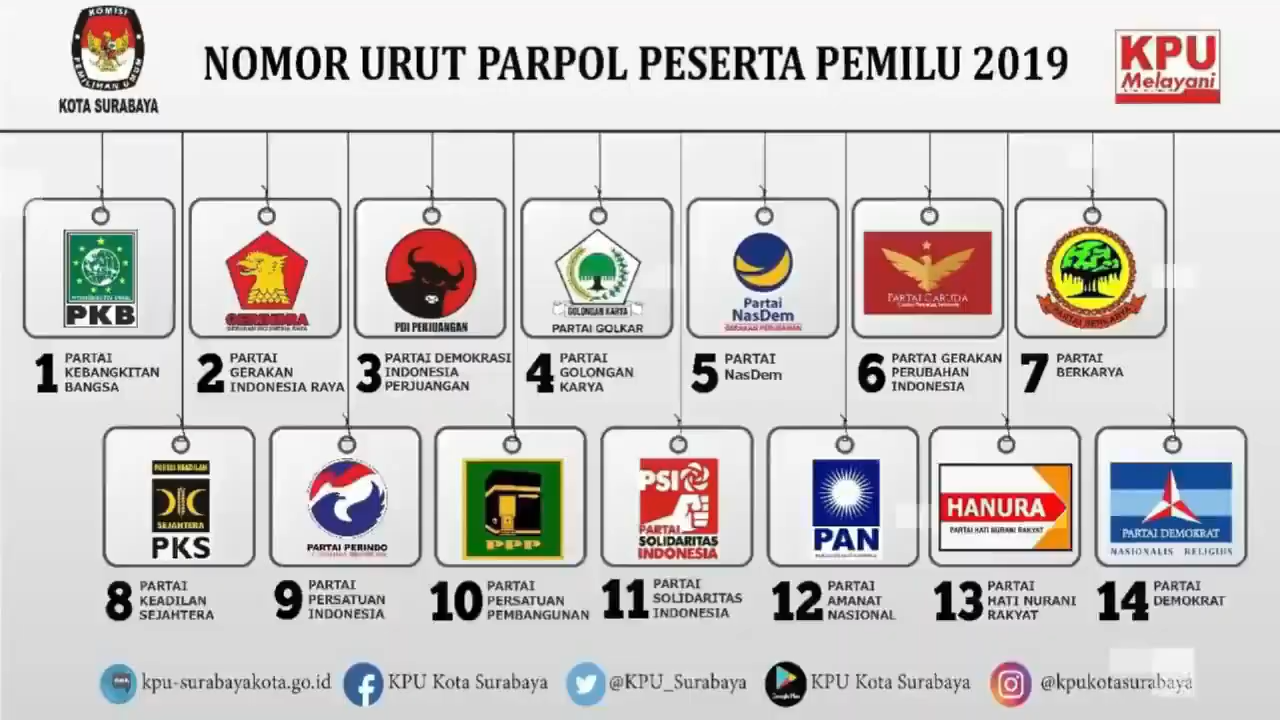 KOMISI
PEMILIHAN UMUM
KOTA SURABAYA
NOMOR URUT PARPOL PESERTA PEMILU 2019
KPU
Melayani
PKB
1 PARTAI
KEBANGKITAN
BANGSA
GERINDRA
2 PARTAI
GERAKAN
INDONESIA RAYA
PDI PERJUANGAN
3 PARTAI DEMOKRASI
INDONESIA
PERJUANGAN
GOLONGAN KARYA
PARTAI GOLKAR
4 PARTAI
GOLONGAN
KARYA
Partai
NasDem
GERAKAN PERUBAHAN
5 PARTAI
NasDem
PARTAI GARUDA
6 PARTAI GERAKAN
PERUBAHAN
INDONESIA
PARTAI BERKARYA
7 PARTAI
BERKARYA
PARTAI KEADILAN
SEJAHTERA
PKS
8 PARTAI
KEADILAN
SEJAHTERA
PARTAI PERINDO
9 PARTAI
PERSATUAN
INDONESIA
PPP
10 PARTAI
PERSATUAN
PEMBANGUNAN
PSI
PARTAI
SOLIDARITAS
INDONESIA
11 PARTAI
SOLIDARITAS
INDONESIA
PAN
12 PARTAI
AMANAT
NASIONAL
HANURA
PARTAI HATI NURANI RAKYAT
13 PARTAI
HATI NURANI
RAKYAT
PARTAI DEMOKRAT
NASIONALIS RELIGIUS
14 PARTAI
DEMOKRAT
kpu-surabayakota.go.id
KPU Kota Surabaya
@KPU_Surabaya
Google Play
KPU Kota Surabaya
@kpukotasurabaya